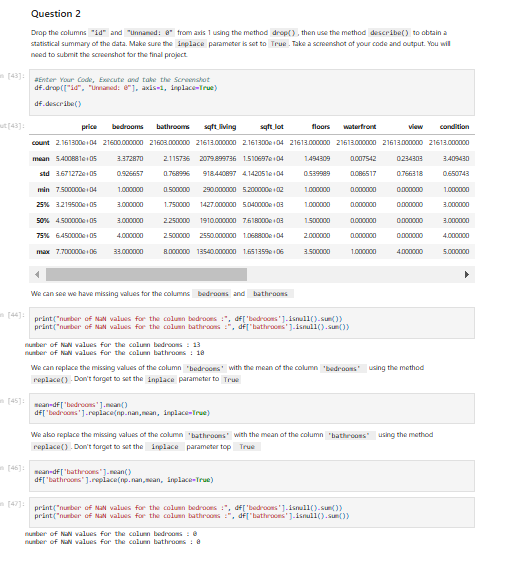 Question 2
Drop the columns "id" and "Unnamed: 0" from axis 1 using the method drop(), then use the method describe() to obtain a
statistical summary of the data. Make sure the inplace parameter is set to True. Take a screenshot of your code and output. You will
need to submit the screenshot for the final project.
[43]:
#Enter Your Code, Execute and take the Screenshot
df.drop(["id", "Unnamed: 0"], axis=1, inplace=True)
df.describe()
[43]:
price bedrooms bathrooms sqft_living sqft_lot floors waterfront view condition
count 2.161300e+04 21600.000000 21603.000000 21613.000000 2.161300e+04 21613.000000 21613.000000 21613.000000 21613.000000
mean 5.400881e+05 3.372870 2.115736 2079.899736 1.510697e+04 1.494309 0.007542 0.234303 3.409430
std 3.671272e+05 0.926657 0.768996 918.440897 4.142051e+04 0.539989 0.086517 0.766318 0.650743
min 7.500000e+04 1.000000 0.500000 290.000000 5.200000e+02 1.000000 0.000000 0.000000 1.000000
25% 3.219500e+05 3.000000 1.750000 1427.000000 5.040000e+03 1.000000 0.000000 0.000000 3.000000
50% 4.500000e+05 3.000000 2.250000 1910.000000 7.618000e+03 1.500000 0.000000 0.000000 3.000000
75% 6.450000e+05 4.000000 2.500000 2550.000000 1.068800e+04 2.000000 0.000000 0.000000 4.000000
max 7.700000e+06 33.000000 8.000000 13540.000000 1.651359e+06 3.500000 1.000000 4.000000 5.000000
We can see we have missing values for the columns bedrooms and bathrooms
[44]:
print("number of NaN values for the column bedrooms :", df['bedrooms'].isnull().sum())
print("number of NaN values for the column bathrooms :", df['bathrooms'].isnull().sum())
number of NaN values for the column bedrooms : 13
number of NaN values for the column bathrooms : 10
We can replace the missing values of the column 'bedrooms' with the mean of the column 'bedrooms' using the method
replace(). Don't forget to set the inplace parameter to True
[45]:
mean=df['bedrooms'].mean()
df['bedrooms'].replace(np.nan,mean, inplace=True)
We also replace the missing values of the column 'bathrooms' with the mean of the column 'bathrooms' using the method
replace(). Don't forget to set the inplace parameter top True
[46]:
mean=df['bathrooms'].mean()
df['bathrooms'].replace(np.nan,mean, inplace=True)
[47]:
print("number of NaN values for the column bedrooms :", df['bedrooms'].isnull().sum())
print("number of NaN values for the column bathrooms :", df['bathrooms'].isnull().sum())
number of NaN values for the column bedrooms : 0
number of NaN values for the column bathrooms : 0